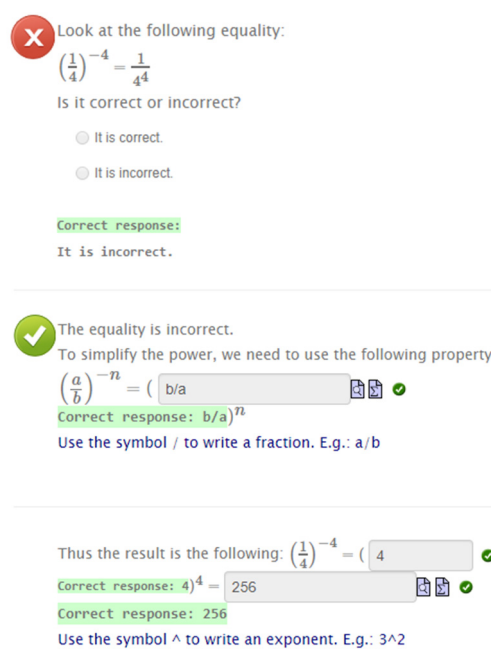 Look at the following equality:
(1/4)^-4 = 1/4^4
Is it correct or incorrect?
It is correct.
It is incorrect.
Correct response:
It is incorrect.
The equality is incorrect.
To simplify the power, we need to use the following property
(a/b)^-n = ( b/a
Correct response: b/a)^n
Use the symbol / to write a fraction. E.g.: a/b
Thus the result is the following: (1/4)^-4 = ( 4
Correct response: 4)^4 = 256
Correct response: 256
Use the symbol ^ to write an exponent. E.g.: 3^2